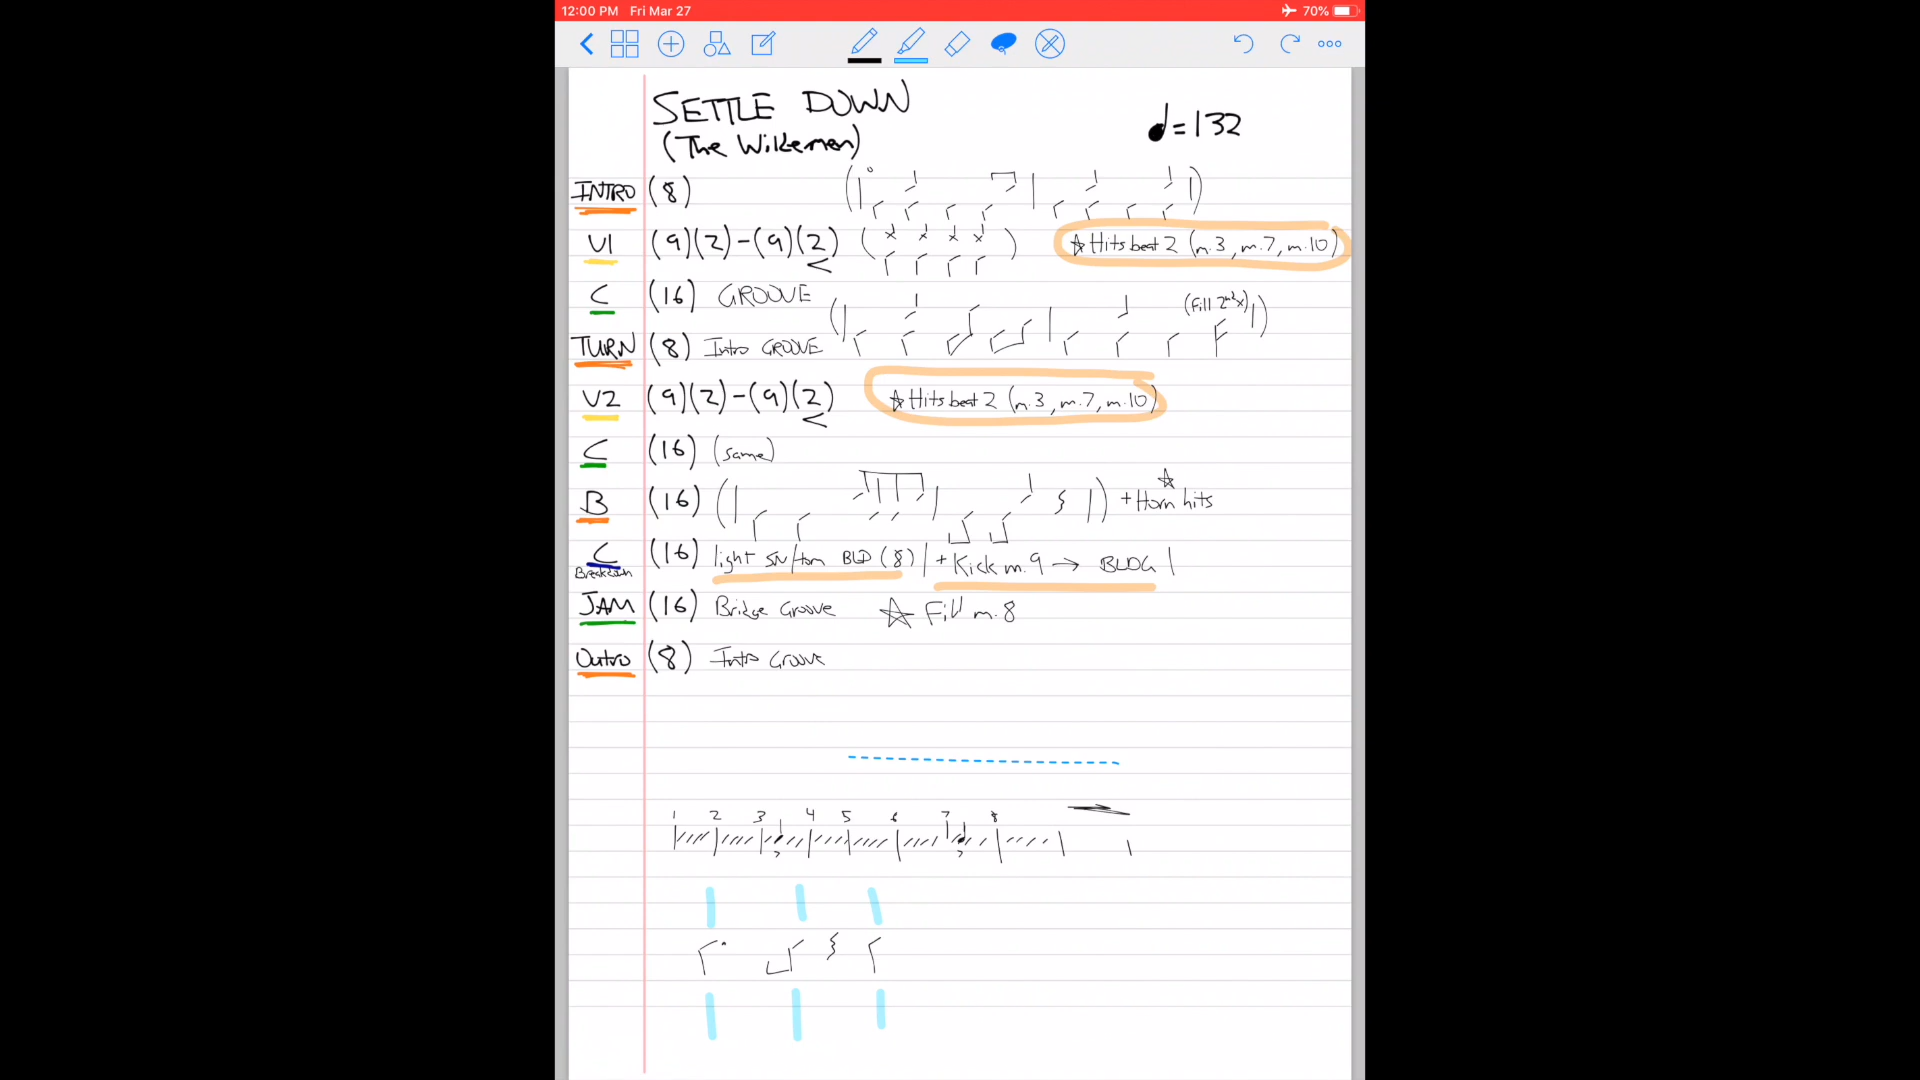 12:00 PM Fri Mar 27 70%
SETTLE DOWN
(The Wildemen) ♩=132
INTRO (8)
V1 (9)(2)-(9)(2) ☆Hits beat 2 (m.3, m.7, m.10)
C (16) GROOVE (Fill 2nd x)
TURN (8) Intro GROOVE
V2 (9)(2)-(9)(2) ☆Hits beat 2 (m.3, m.7, m.10)
C (16) (same)
B (16) + Horn hits
C (16) light SN/tom BLD (8) | + Kick m.9 → BLDG |
Breakdown
JAM (16) Bridge Groove ☆ Fill m.8
Outro (8) Intro Groove
1 2 3 4 5 6 7 8